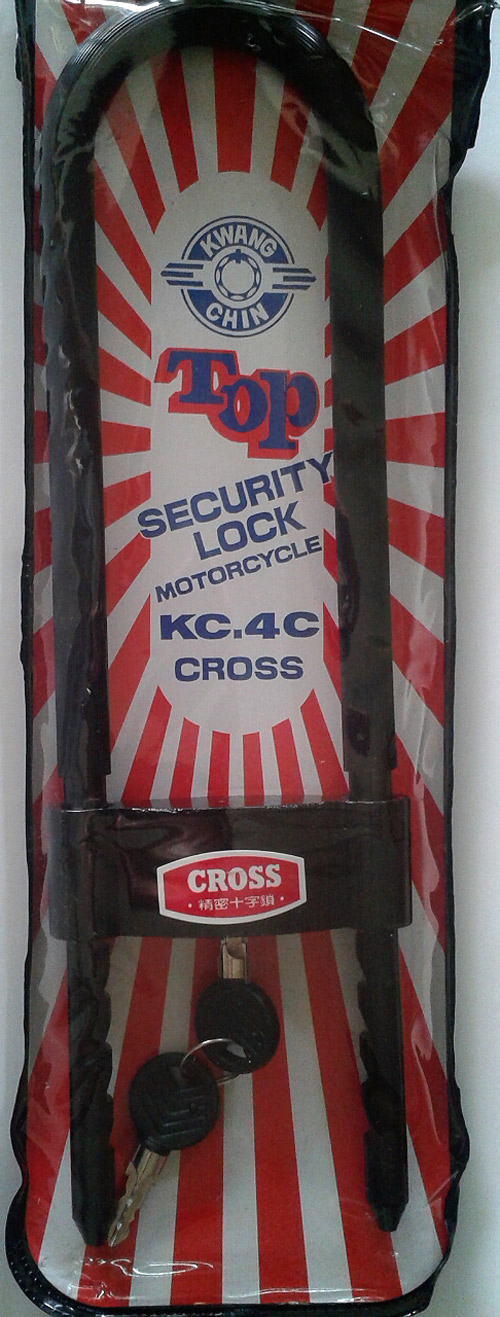 KWANG
CHIN
Top
SECURITY
LOCK
MOTORCYCLE
KC.4C
CROSS
CROSS
·精密十字鎖·